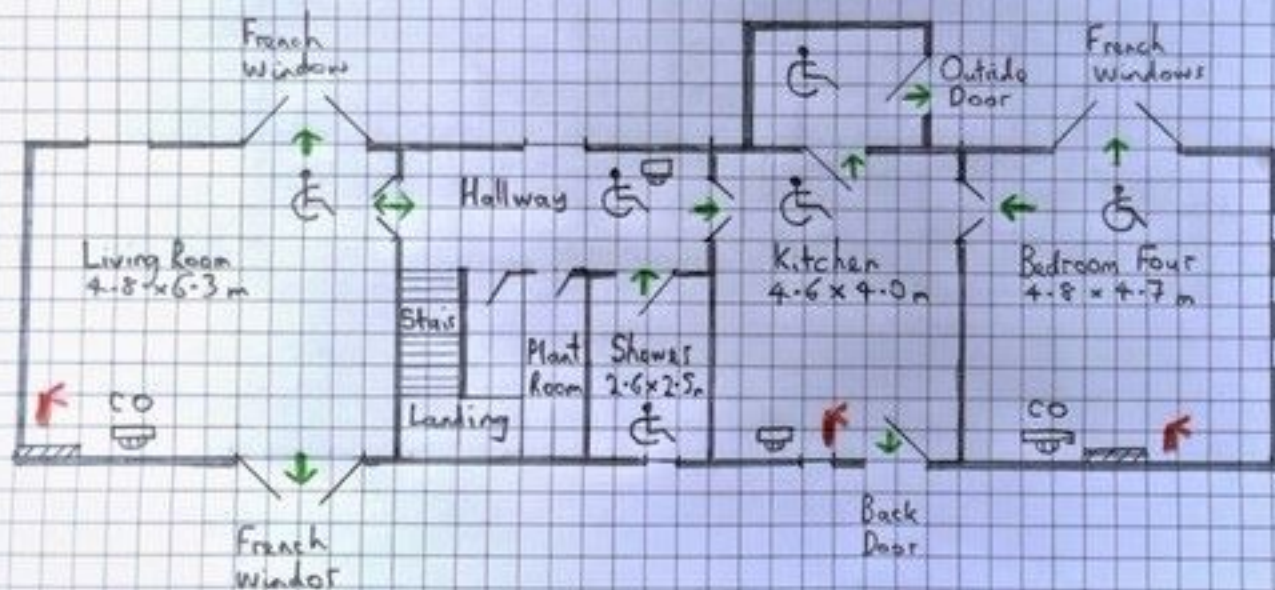 French
Window
Outside
Door
French
Windows
Hallway
Living Room
4.8 x 6.3 m
Kitchen
4.6 x 4.0 m
Bedroom Four
4.8 x 4.7 m
Stais
Plant
Room
Shower
2.6 x 2.5m
Landing
CO
CO
Back
Door
French
Window